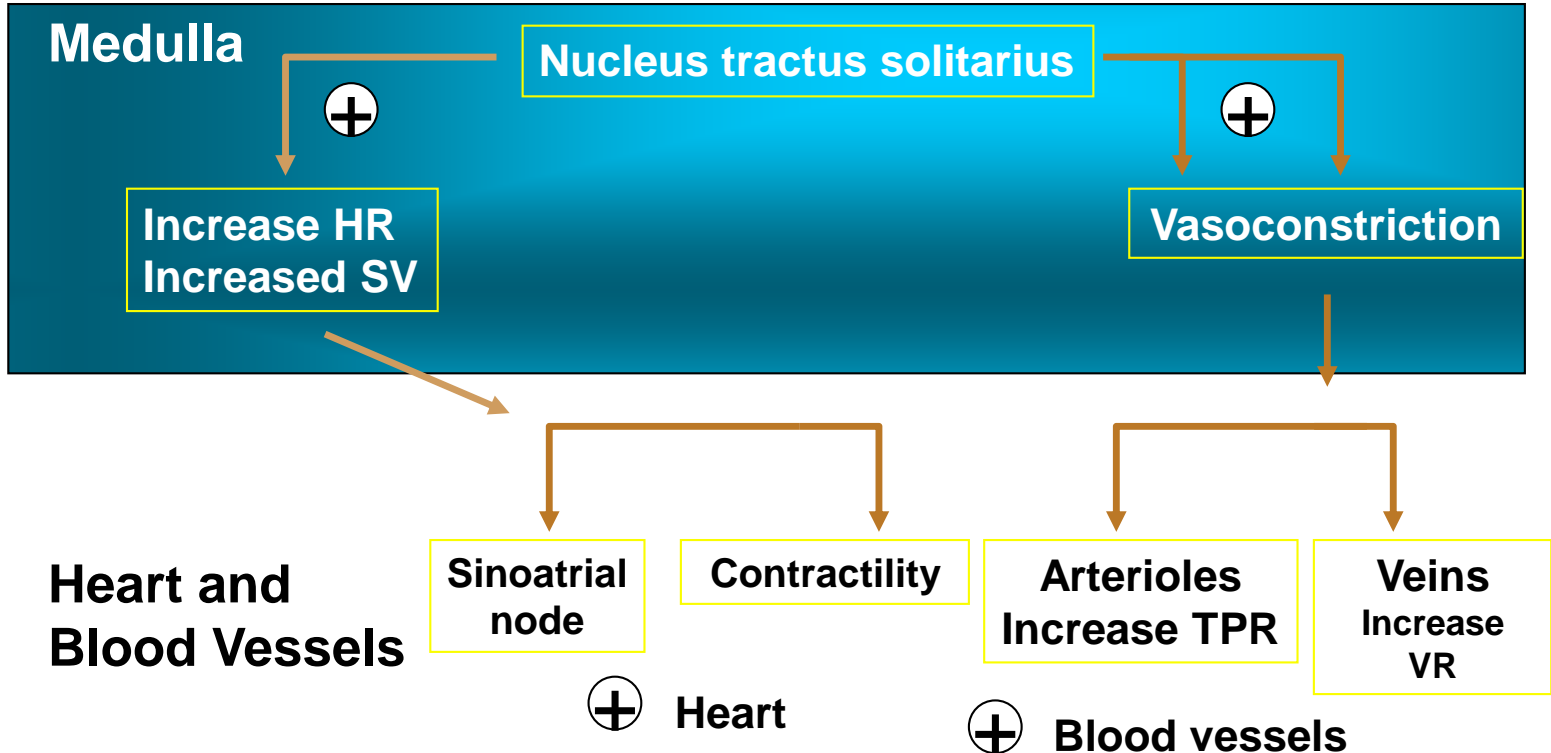 Medulla
Nucleus tractus solitarius
+
+
Increase HR
Increased SV
Vasoconstriction
Heart and
Blood Vessels
Sinoatrial
node
Contractility
Arterioles
Increase TPR
Veins
Increase
VR
+ Heart
+ Blood vessels